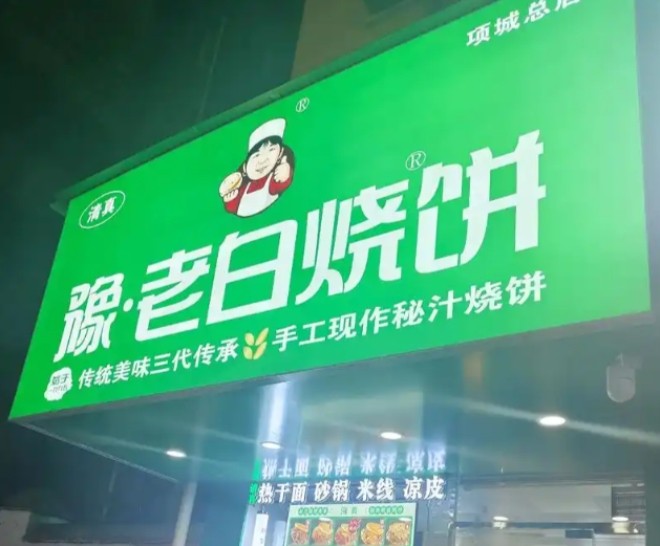 项城总店
®
清真
豫·老白烧饼®
传统美味三代传承 手工现作秘汁烧饼
热干面 砂锅 米线 凉皮